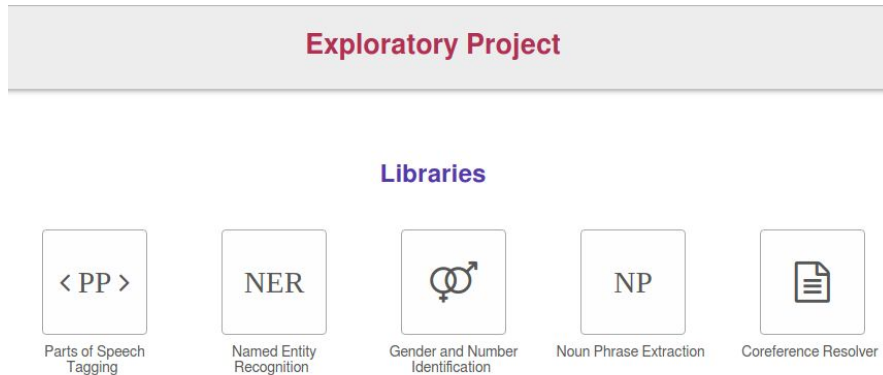 Exploratory Project
Libraries
< PP >
NER
NP
Parts of Speech
Tagging
Named Entity
Recognition
Gender and Number
Identification
Noun Phrase Extraction
Coreference Resolver